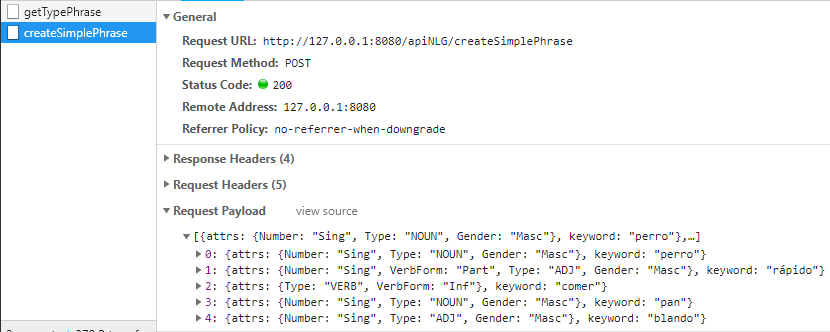 getTypePhrase
createSimplePhrase
▼ General
Request URL: http://127.0.0.1:8080/apiNLG/createSimplePhrase
Request Method: POST
Status Code: 200
Remote Address: 127.0.0.1:8080
Referrer Policy: no-referrer-when-downgrade
▶ Response Headers (4)
▶ Request Headers (5)
▼ Request Payload view source
▼ [{attrs: {Number: "Sing", Type: "NOUN", Gender: "Masc"}, keyword: "perro"},…]
▶ 0: {attrs: {Number: "Sing", Type: "NOUN", Gender: "Masc"}, keyword: "perro"}
▶ 1: {attrs: {Number: "Sing", VerbForm: "Part", Type: "ADJ", Gender: "Masc"}, keyword: "rápido"}
▶ 2: {attrs: {Type: "VERB", VerbForm: "Inf"}, keyword: "comer"}
▶ 3: {attrs: {Number: "Sing", Type: "NOUN", Gender: "Masc"}, keyword: "pan"}
▶ 4: {attrs: {Number: "Sing", Type: "ADJ", Gender: "Masc"}, keyword: "blando"}